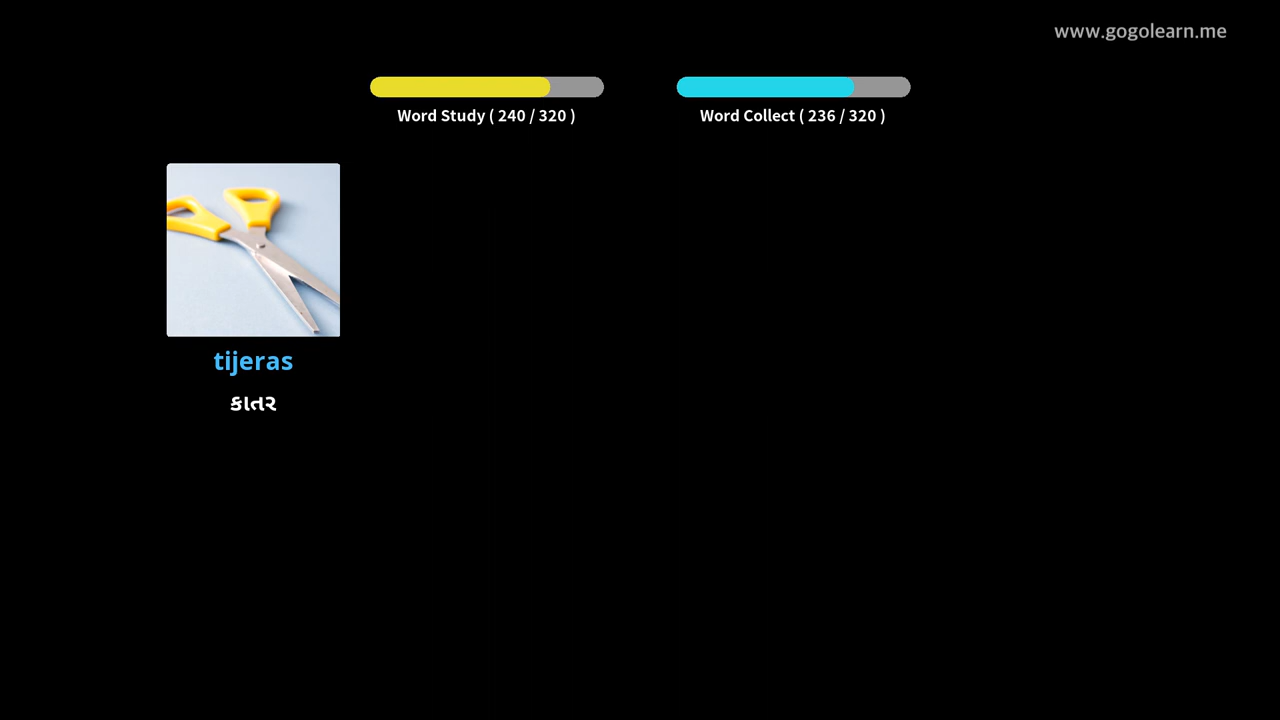 www.gogolearn.me
Word Study ( 240 / 320 )
Word Collect ( 236 / 320 )
tijeras
કાતર